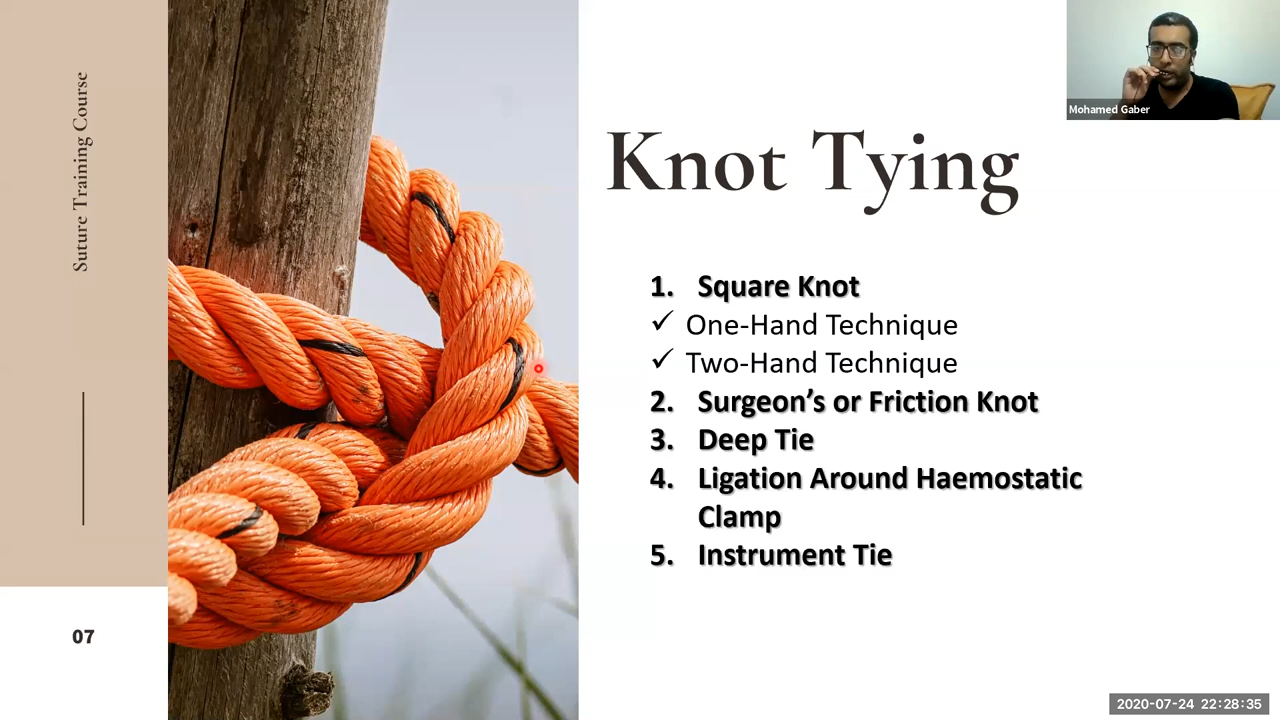 Suture Training Course
07
Mohamed Gaber
Knot Tying
1. Square Knot
✓ One-Hand Technique
✓ Two-Hand Technique
2. Surgeon’s or Friction Knot
3. Deep Tie
4. Ligation Around Haemostatic
Clamp
5. Instrument Tie
2020-07-24 22:28:35